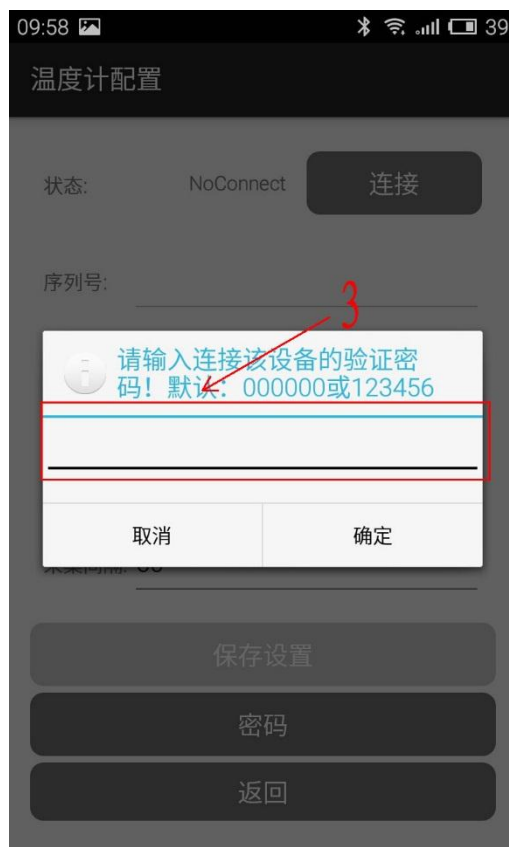 09:58 39
温度计配置
状态: NoConnect 连接
序列号:
3
请输入连接该设备的验证密
码！默认：000000或123456
取消 确定
保存设置
密码
返回